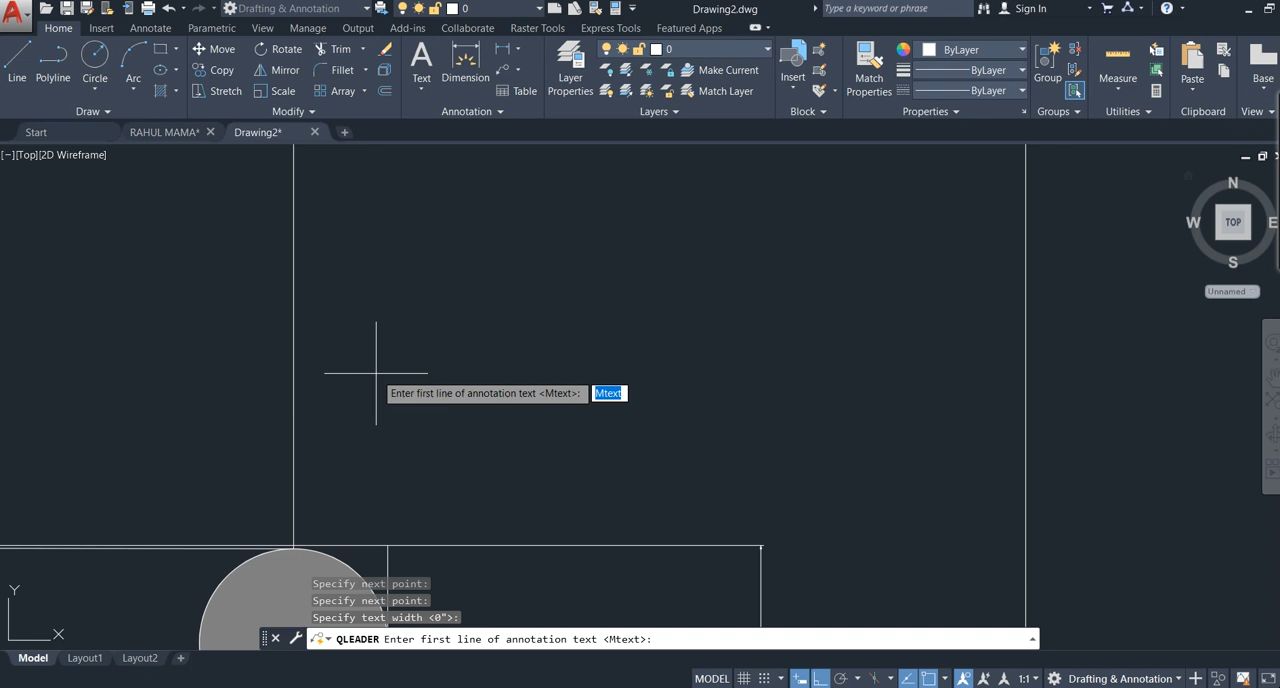 A
Drafting & Annotation
0
Drawing2.dwg
Type a keyword or phrase
Sign In
Home Insert Annotate Parametric View Manage Output Add-ins Collaborate Express Tools Raster Tools Featured Apps
Line Polyline Circle Arc
Move Rotate Trim
Copy Mirror Fillet
Stretch Scale Array
A
Text Dimension Table
Layer
Properties
0
Make Current
Match Layer
Insert
Match
Properties
ByLayer
ByLayer
ByLayer
Group Measure Paste Base
Draw Modify Annotation Layers Block Properties Groups Utilities Clipboard View
Start RAHUL MAMA* Drawing2*
[−][Top][2D Wireframe]
N
W TOP E
S
Unnamed
Enter first line of annotation text <Mtext>: Mtext
Specify next point:
Specify next point:
Specify text width <0">:
QLEADER Enter first line of annotation text <Mtext>:
Y
X
Model Layout1 Layout2 +
MODEL 1:1 Drafting & Annotation